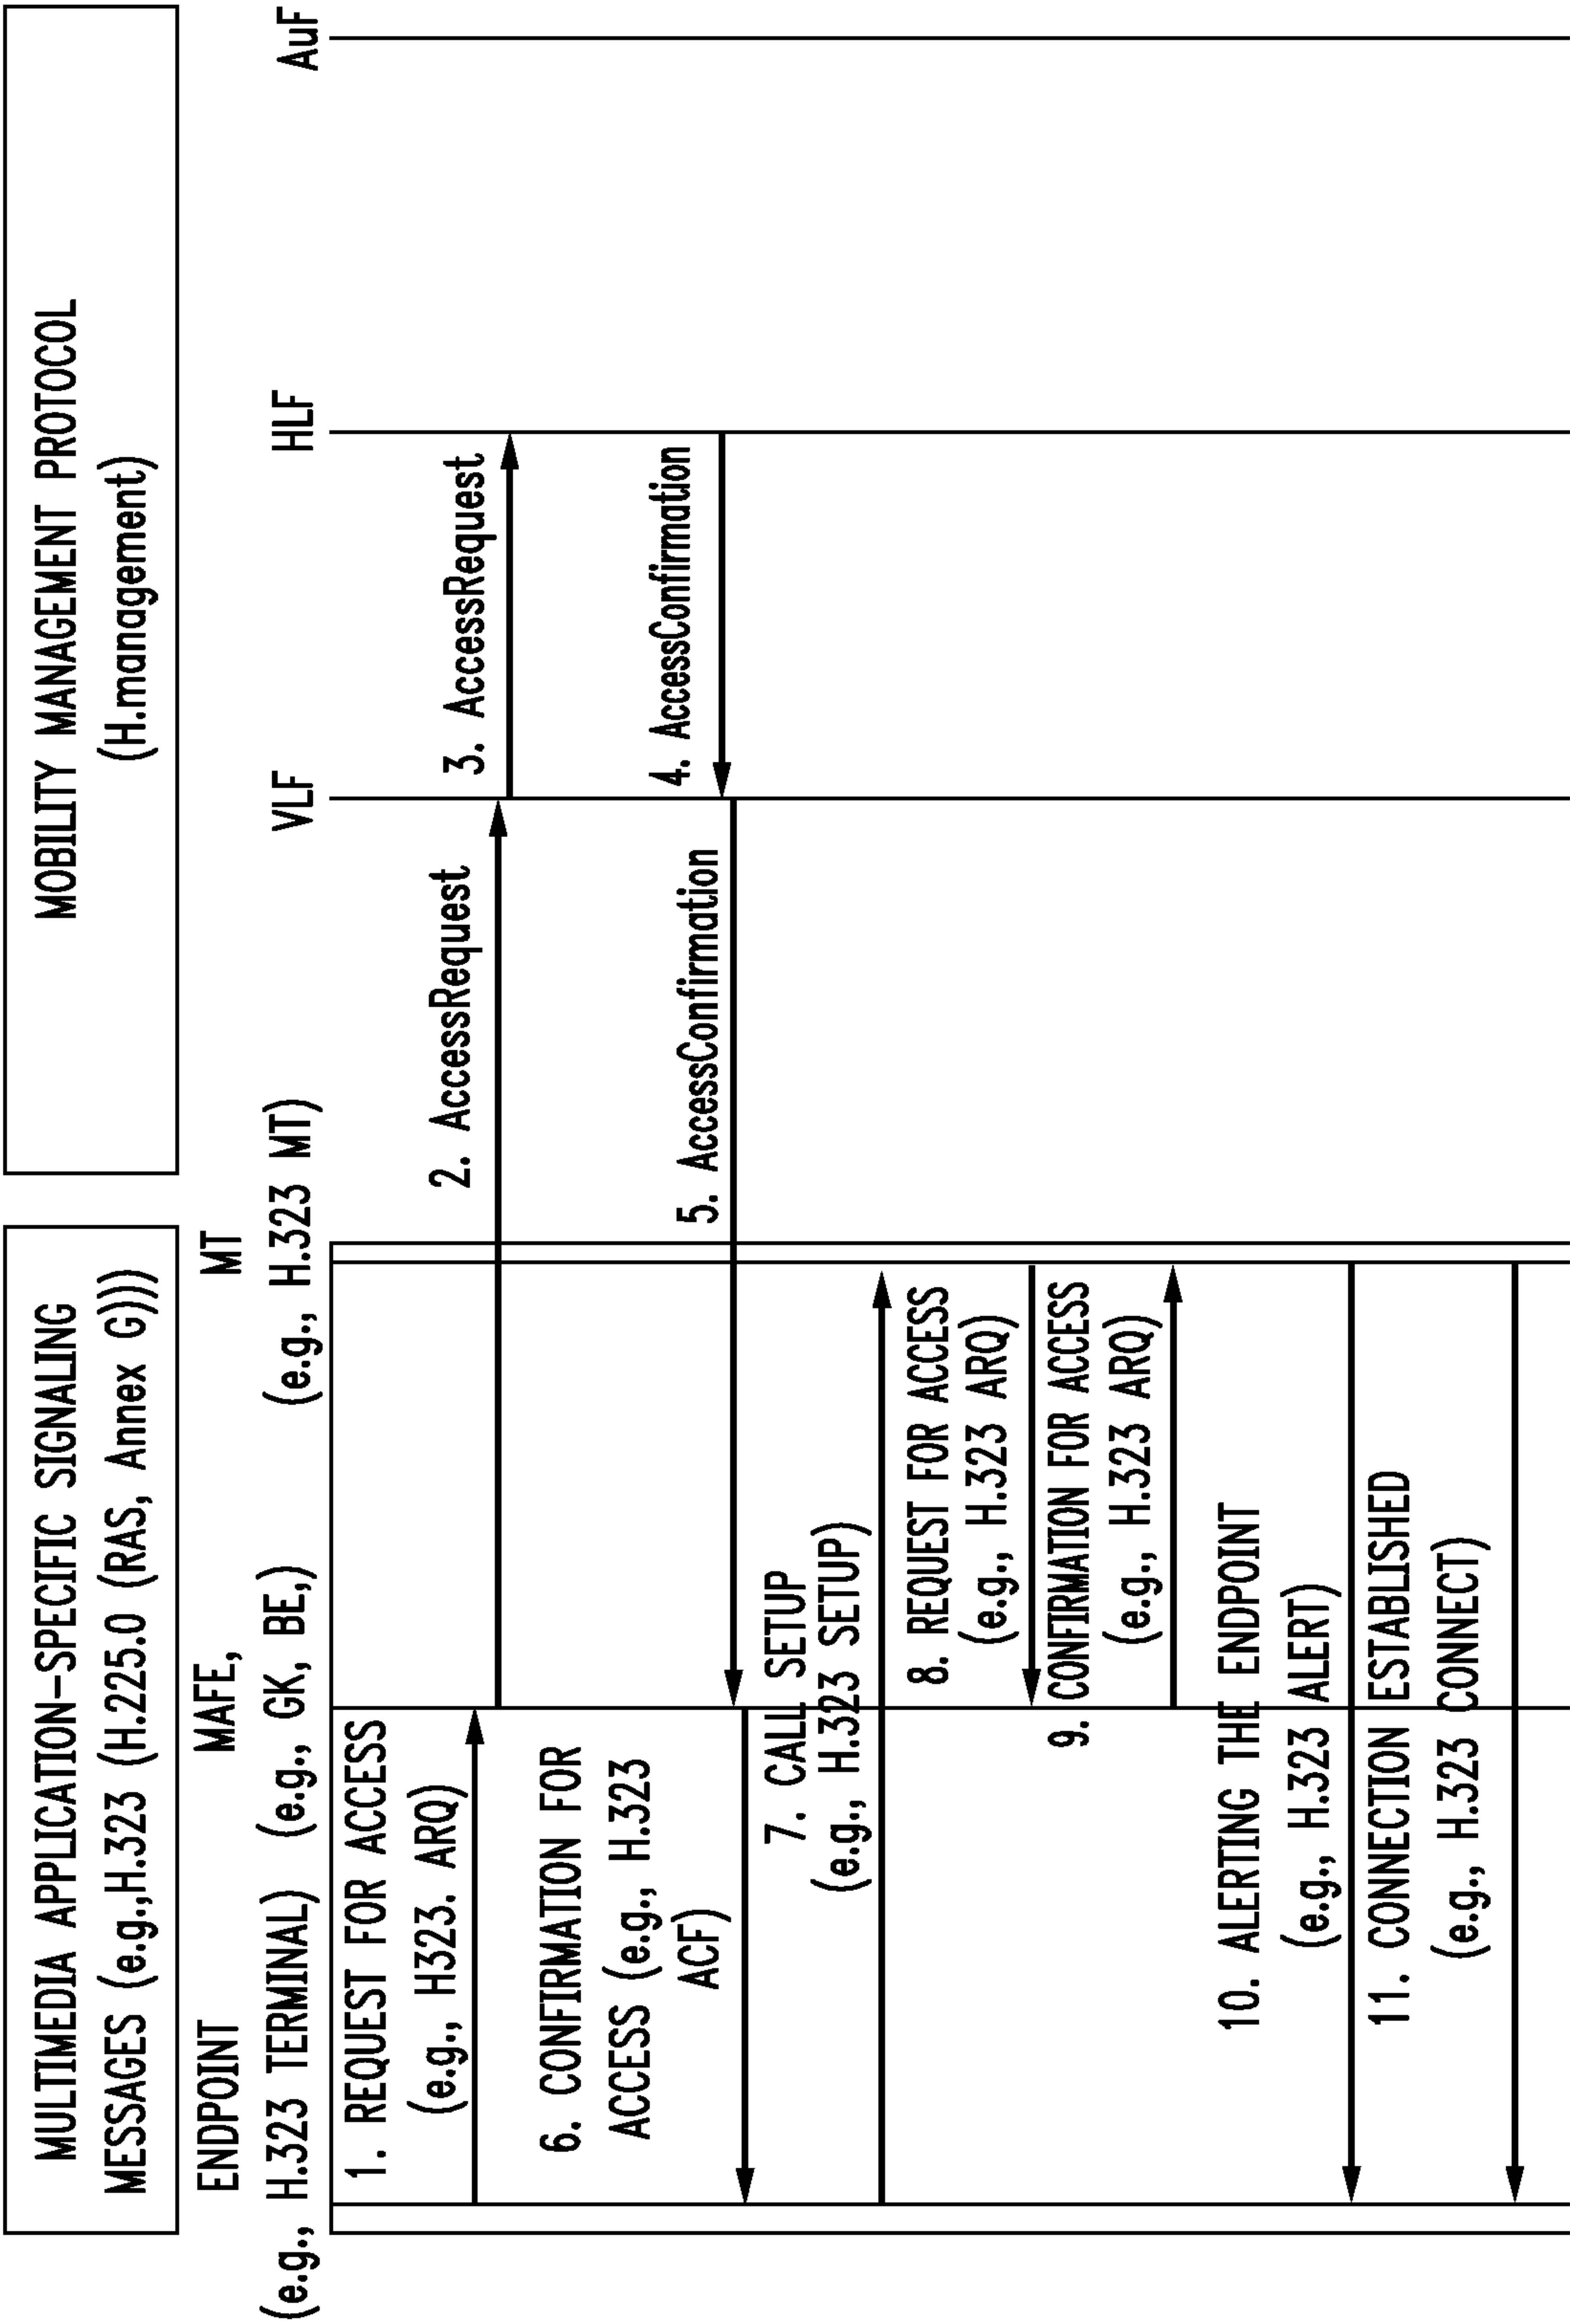 MULTIMEDIA APPLICATION-SPECIFIC SIGNALING
MESSAGES (e.g.,H.323 (H.225.0 (RAS, Annex G)))
MOBILITY MANAGEMENT PROTOCOL
(H.management)
ENDPOINT
(e.g., H.323 TERMINAL)
MAFE,
(e.g., GK, BE,)
MT
(e.g., H.323 MT)
VLF
HLF
AuF
1. REQUEST FOR ACCESS
(e.g., H323. ARQ)
2. AccessRequest
3. AccessRequest
4. AccessConfirmation
5. AccessConfirmation
6. CONFIRMATION FOR
ACCESS (e.g., H.323
ACF)
7. CALL SETUP
(e.g., H.323 SETUP)
8. REQUEST FOR ACCESS
(e.g., H.323 ARQ)
9. CONFIRMATION FOR ACCESS
(e.g., H.323 ARQ)
10. ALERTING THE ENDPOINT
(e.g., H.323 ALERT)
11. CONNECTION ESTABLISHED
(e.g., H.323 CONNECT)